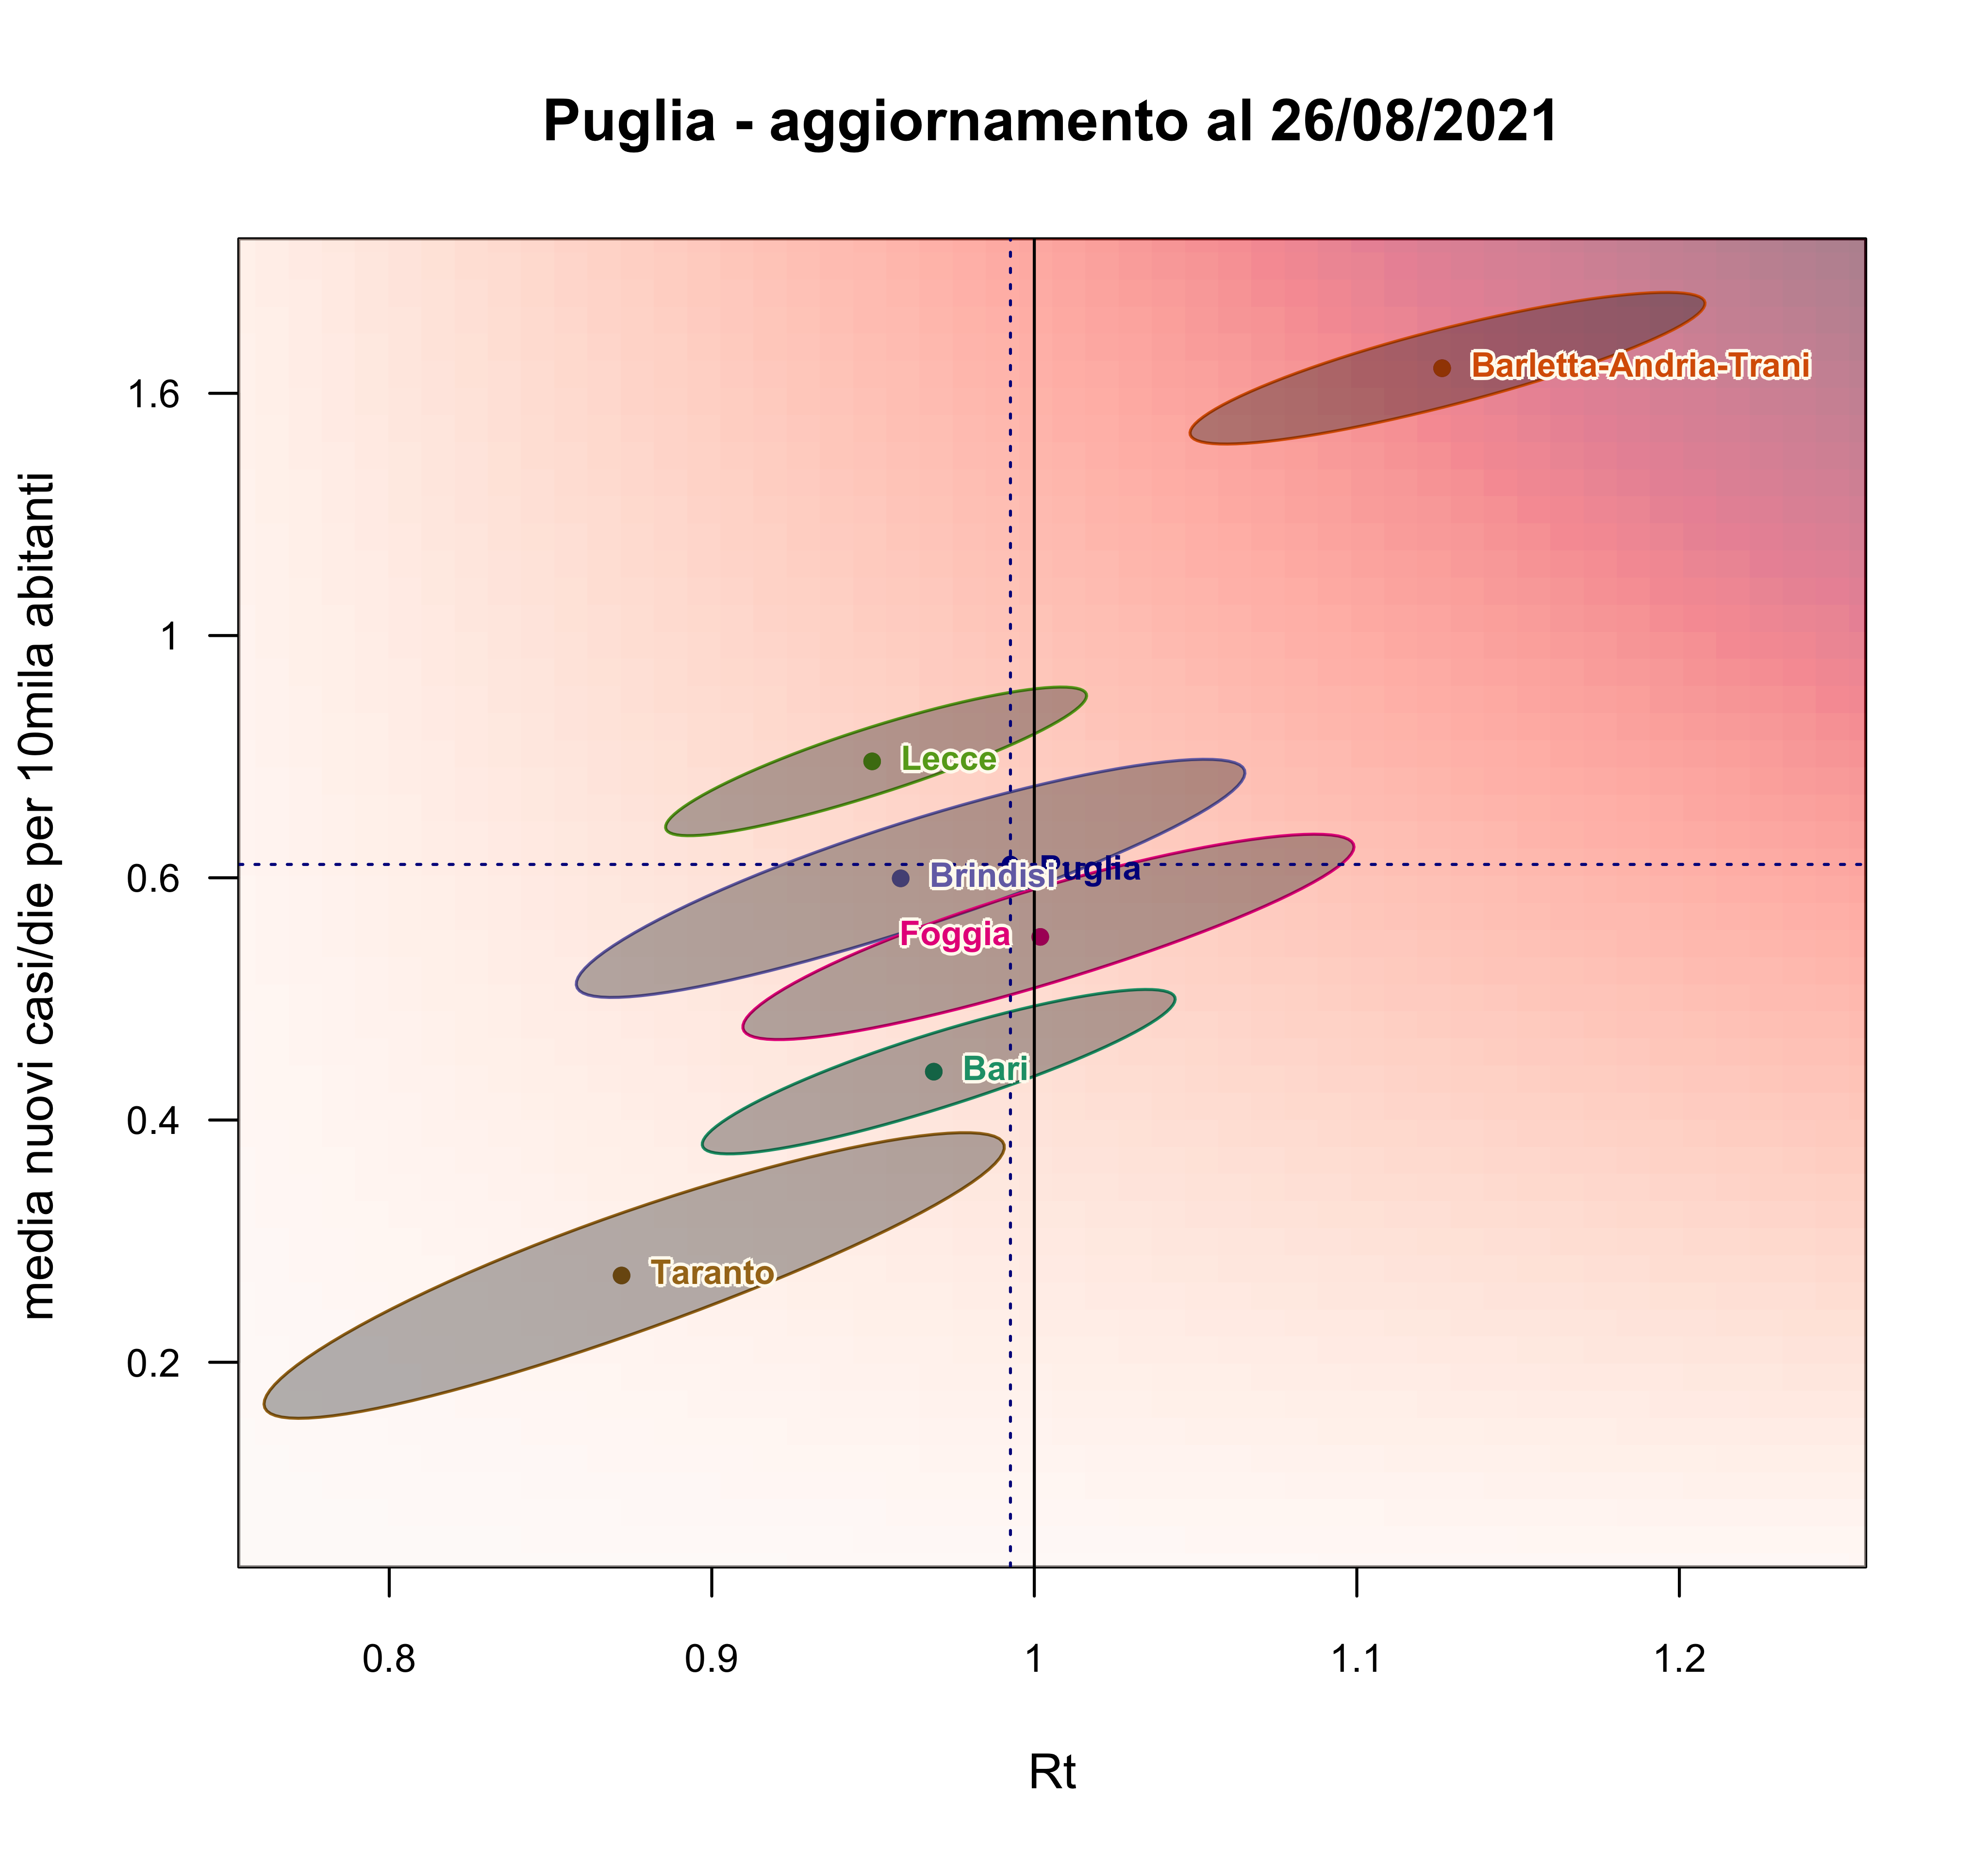 Puglia - aggiornamento al 26/08/2021
media nuovi casi/die per 10mila abitanti
1.6
1
0.6
0.4
0.2
Barletta-Andria-Trani
Lecce
Puglia
Brindisi
Foggia
Bari
Taranto
0.8 0.9 1 1.1 1.2
Rt